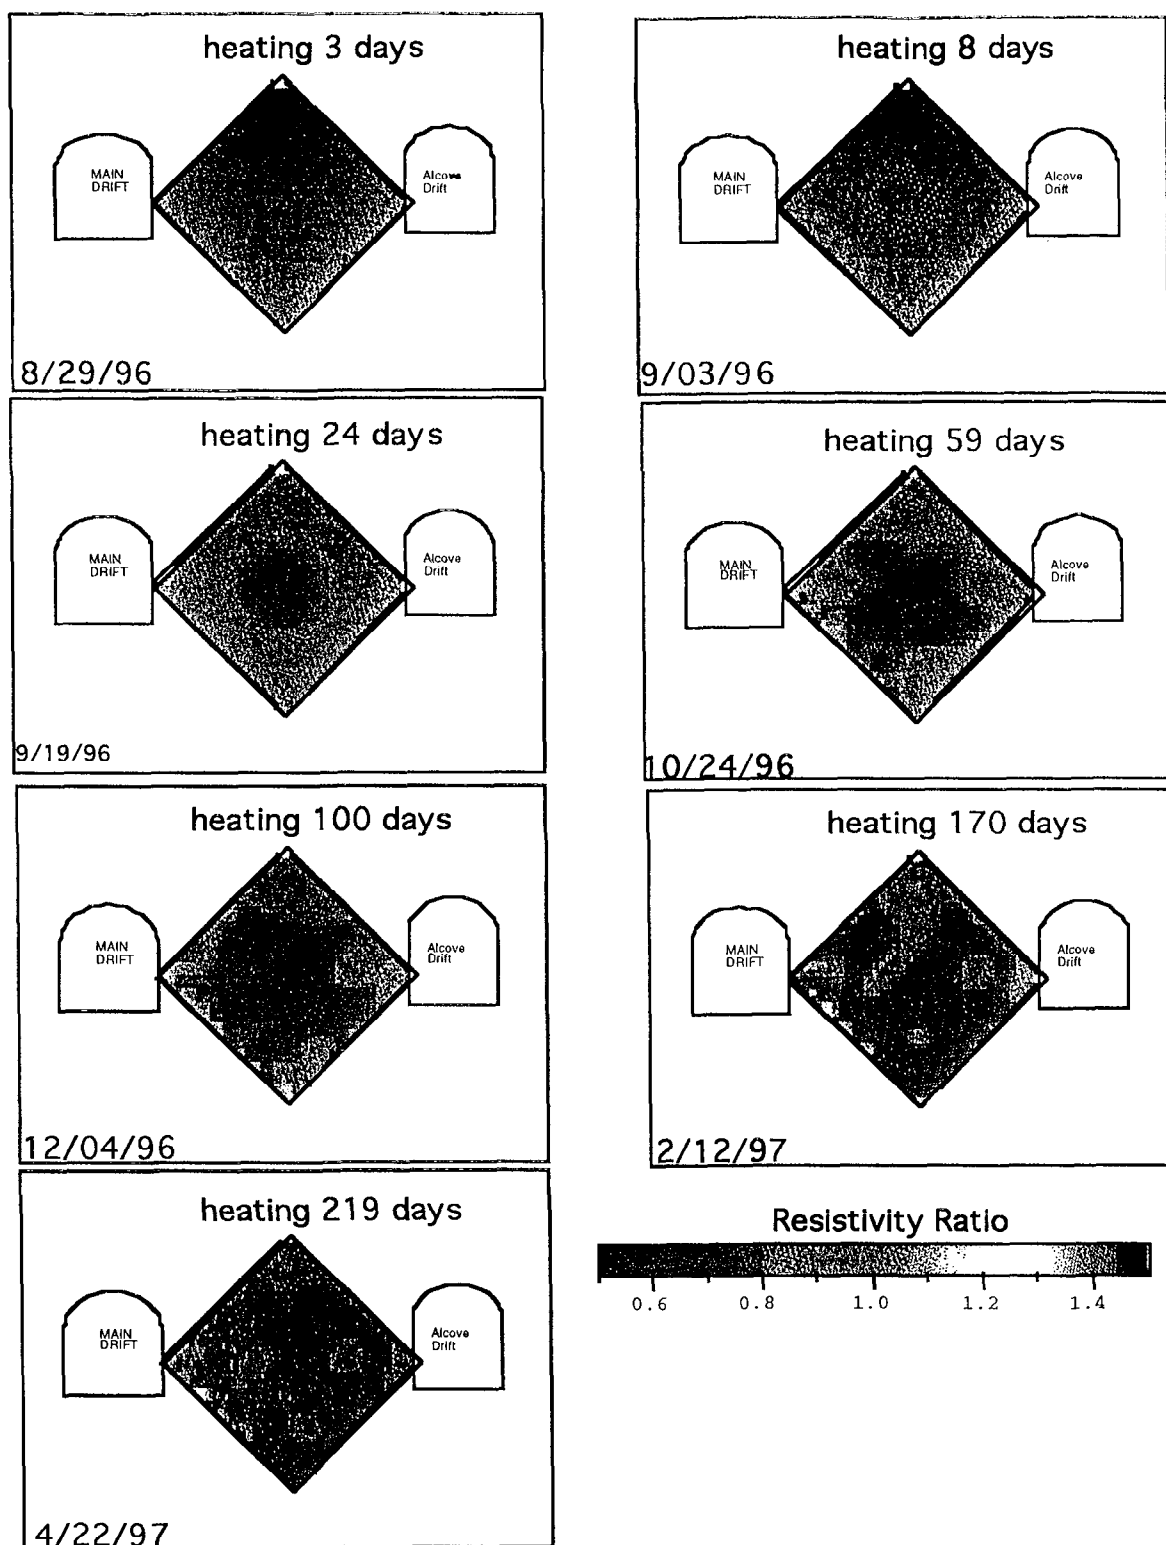 heating 3 days
MAIN
DRIFT
Alcove
Drift
8/29/96
heating 8 days
MAIN
DRIFT
Alcove
Drift
9/03/96
heating 24 days
MAIN
DRIFT
Alcove
Drift
9/19/96
heating 59 days
MAIN
DRIFT
Alcove
Drift
10/24/96
heating 100 days
MAIN
DRIFT
Alcove
Drift
12/04/96
heating 170 days
MAIN
DRIFT
Alcove
Drift
2/12/97
heating 219 days
MAIN
DRIFT
Alcove
Drift
4/22/97
Resistivity Ratio
0.6 0.8 1.0 1.2 1.4